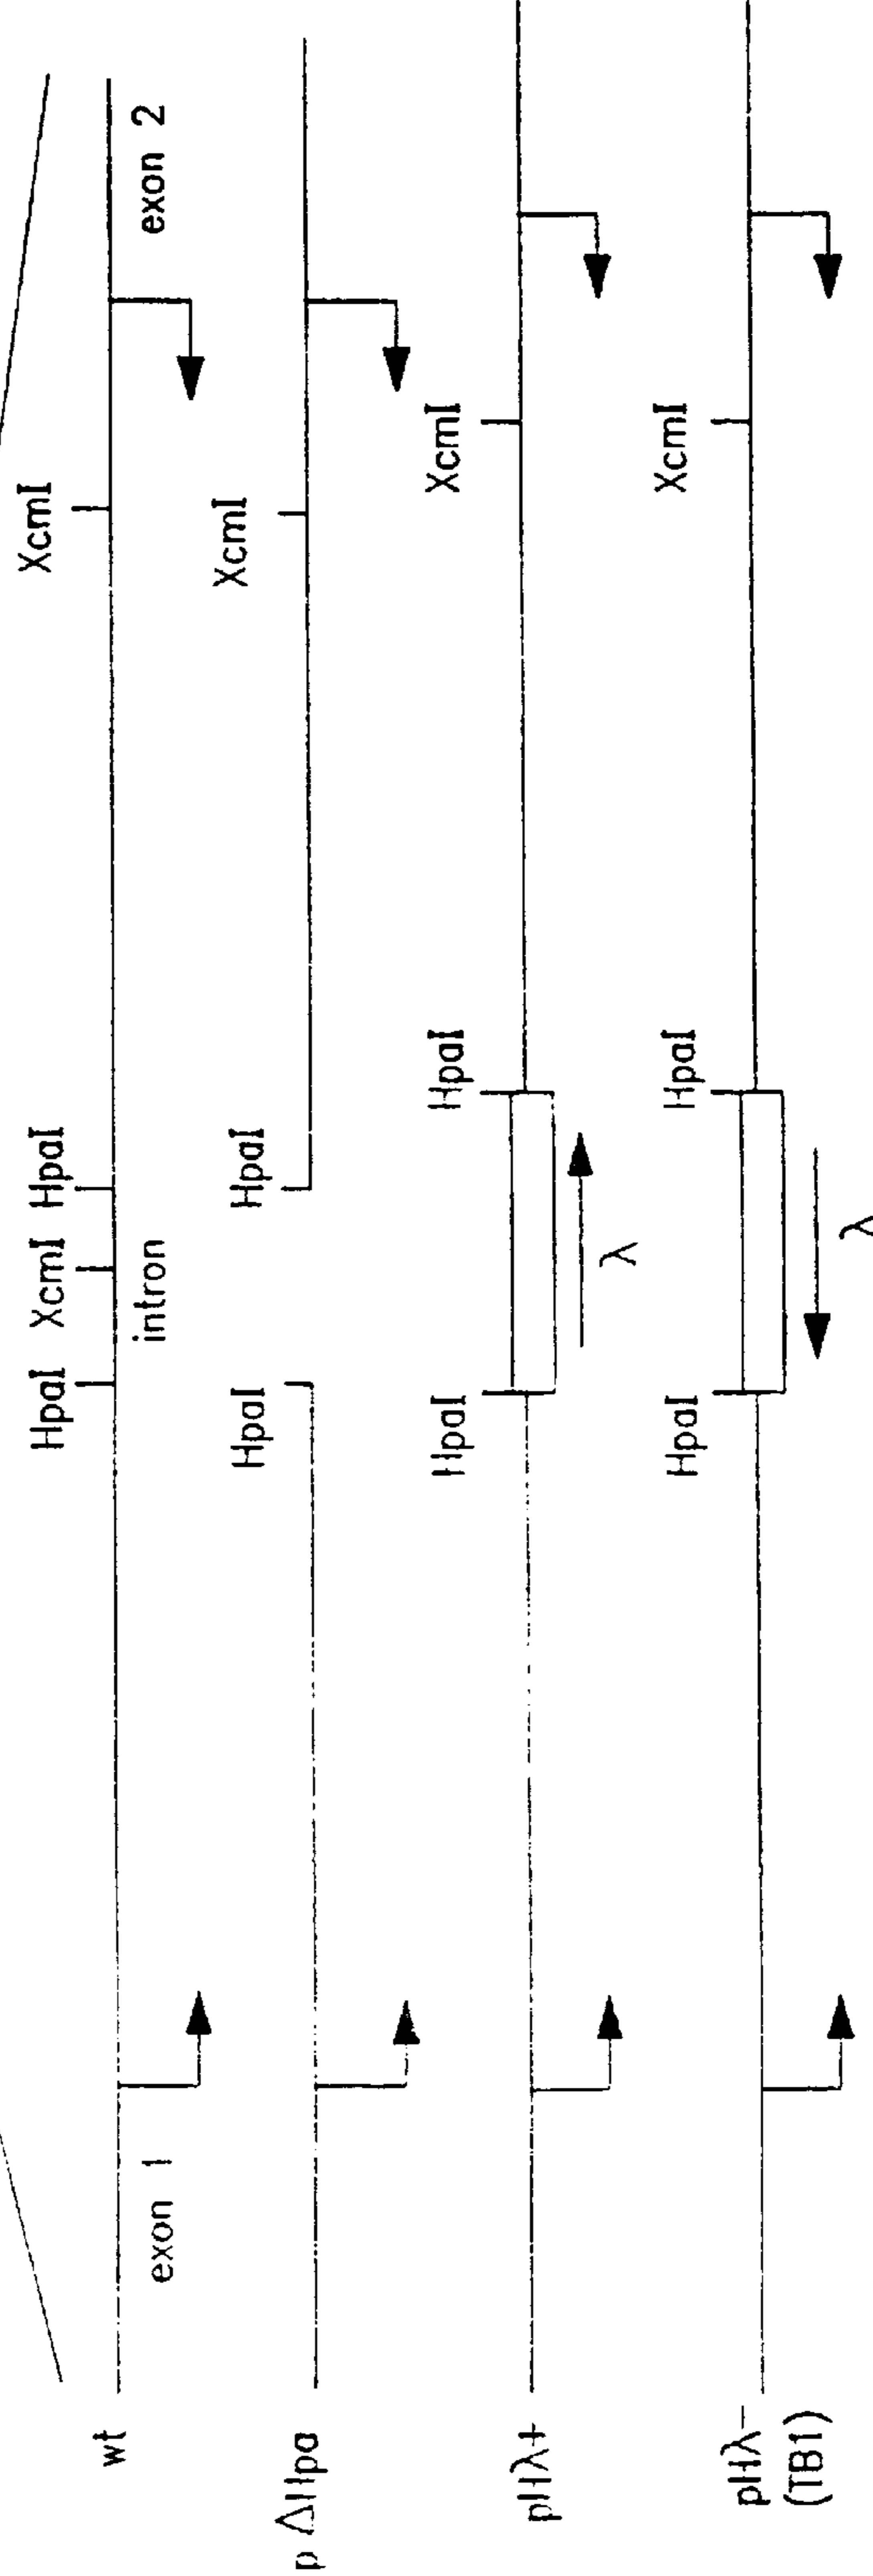 wt
HpaI XcmI HpaI XcmI
exon 1 intron exon 2
p ΔHpa
HpaI HpaI XcmI
pHλ+
HpaI HpaI XcmI
λ
pHλ-
(TB1)
HpaI HpaI XcmI
λ